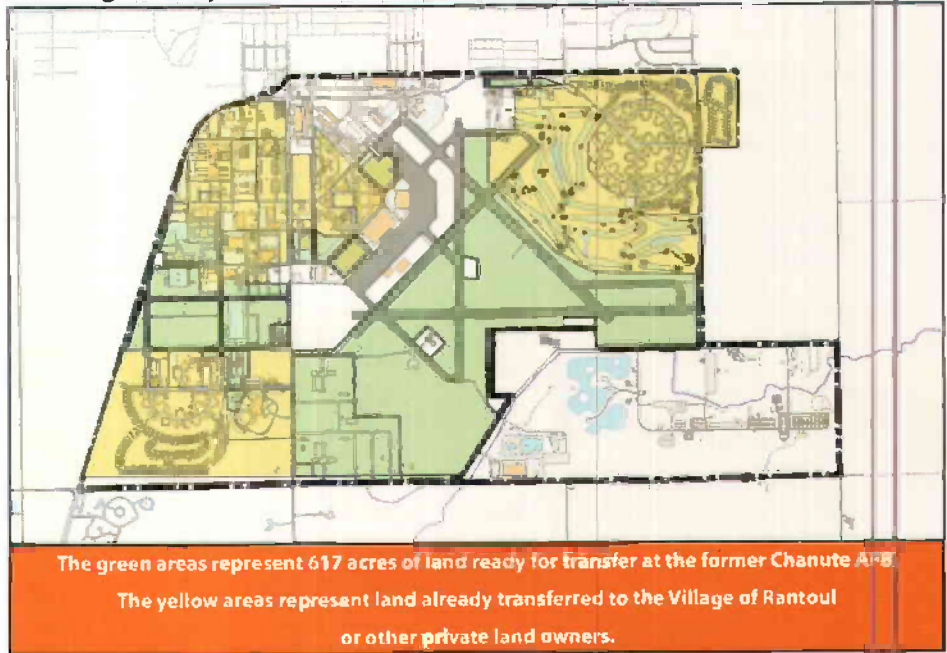 The green areas represent 617 acres of land ready for transfer at the former Chanute AFB.
The yellow areas represent land already transferred to the Village of Rantoul
or other private land owners.